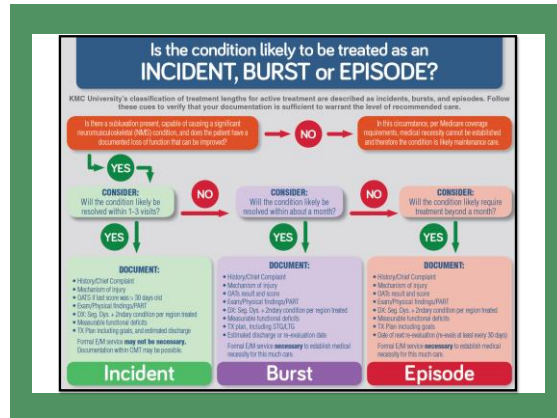 Is the condition likely to be treated as an
INCIDENT, BURST or EPISODE?
KMC University's classification of treatment lengths for active treatment are described as incidents, bursts, and episodes. Follow
these cues to verify that your documentation is sufficient to warrant the level of recommended care.
Is there a subluxation present, capable of causing a significant
neuromusculoskeletal (NMS) condition, and does the patient have a
documented loss of function that can be improved?
NO
In this circumstance, per Medicare coverage
requirements, medical necessity cannot be established
and therefore the condition is likely maintenance care.
YES
CONSIDER:
Will the condition likely be
resolved within 1-3 visits?
NO
CONSIDER:
Will the condition likely be
resolved within about a month?
NO
CONSIDER:
Will the condition likely require
treatment beyond a month?
YES
YES
YES
DOCUMENT:
• History/Chief Complaint
• Mechanism of injury
• OATS if last score was > 30 days old
• Exam/Physical findings/PART
• DX: Seg. Dys. + 2ndary condition per region treated
• Measurable functional deficits
• TX Plan including goals, and estimated discharge
Formal E/M service may not be necessary.
Documentation within CMT may be possible.
Incident
DOCUMENT:
• History/Chief Complaint
• Mechanism of injury
• OATs result and score
• Exam/Physical findings/PART
• DX: Seg. Dys. + 2ndary condition per region treated
• Measurable functional deficits
• TX plan, including STG/LTG
• Estimated discharge or re-evaluation date
Formal E/M service necessary to establish medical
necessity for this much care.
Burst
DOCUMENT:
• History/Chief Complaint
• Mechanism of injury
• OATs result and score
• Exam/Physical findings/PART
• DX: Seg. Dys. + 2ndary condition per region treated
• Measurable functional deficits
• TX Plan including goals
• Date of next re-evaluation (re-evals at least every 30 days)
Formal E/M service necessary to establish medical
necessity for this much care.
Episode